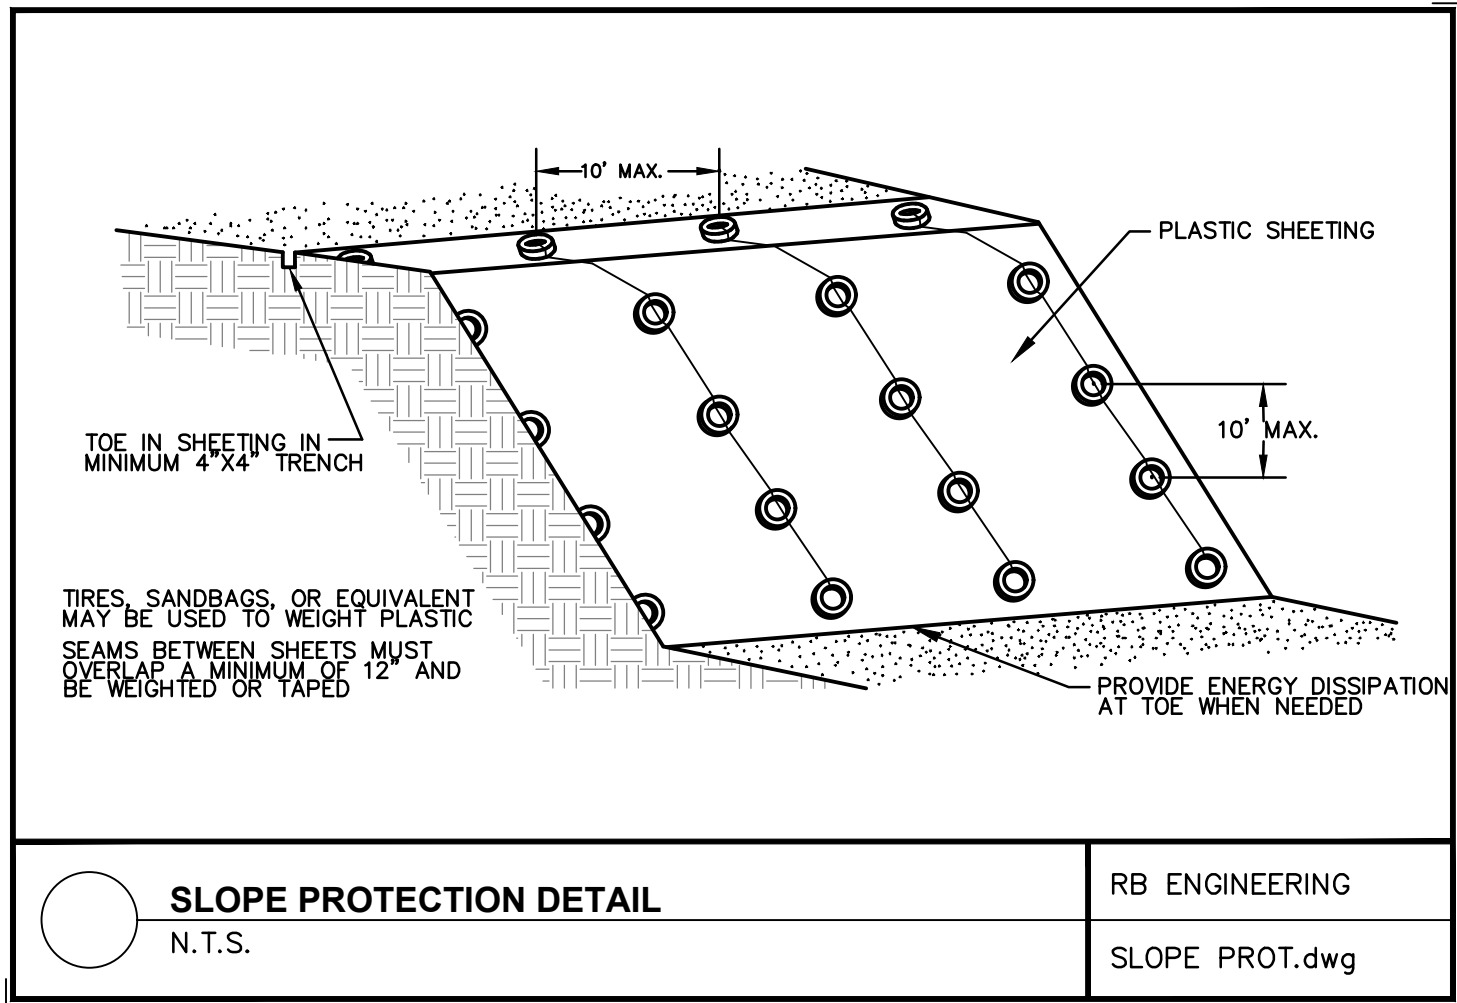 10' MAX.
PLASTIC SHEETING
10' MAX.
TOE IN SHEETING IN
MINIMUM 4"X4" TRENCH
TIRES, SANDBAGS, OR EQUIVALENT
MAY BE USED TO WEIGHT PLASTIC
SEAMS BETWEEN SHEETS MUST
OVERLAP A MINIMUM OF 12" AND
BE WEIGHTED OR TAPED
PROVIDE ENERGY DISSIPATION
AT TOE WHEN NEEDED
SLOPE PROTECTION DETAIL
N.T.S.
RB ENGINEERING
SLOPE PROT.dwg